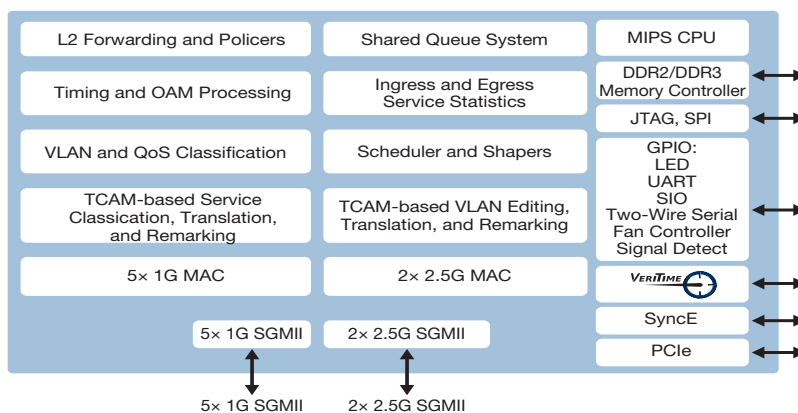 L2 Forwarding and Policers
Shared Queue System
MIPS CPU
Timing and OAM Processing
Ingress and Egress
Service Statistics
DDR2/DDR3
Memory Controller
JTAG, SPI
VLAN and QoS Classification
Scheduler and Shapers
GPIO:
LED
UART
SIO
Two-Wire Serial
Fan Controller
Signal Detect
TCAM-based Service
Classication, Translation,
and Remarking
TCAM-based VLAN Editing,
Translation, and Remarking
5× 1G MAC
2× 2.5G MAC
VERITIME
SyncE
5× 1G SGMII
2× 2.5G SGMII
PCIe
5× 1G SGMII
2× 2.5G SGMII